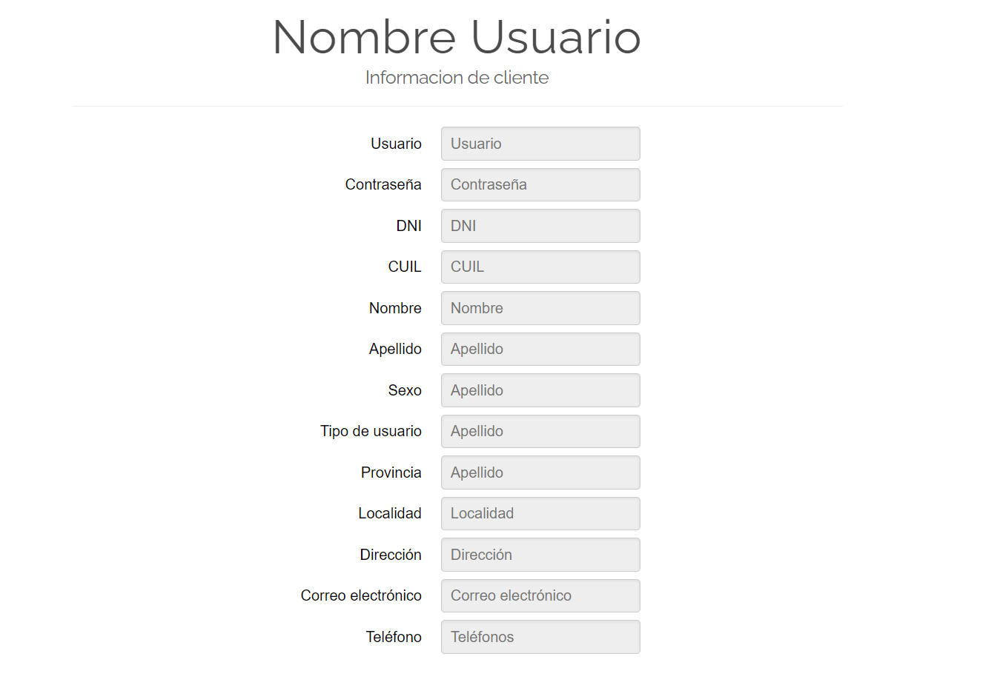 Nombre Usuario
Informacion de cliente
Usuario Usuario
Contraseña Contraseña
DNI DNI
CUIL CUIL
Nombre Nombre
Apellido Apellido
Sexo Apellido
Tipo de usuario Apellido
Provincia Apellido
Localidad Localidad
Dirección Dirección
Correo electrónico Correo electrónico
Teléfono Teléfonos